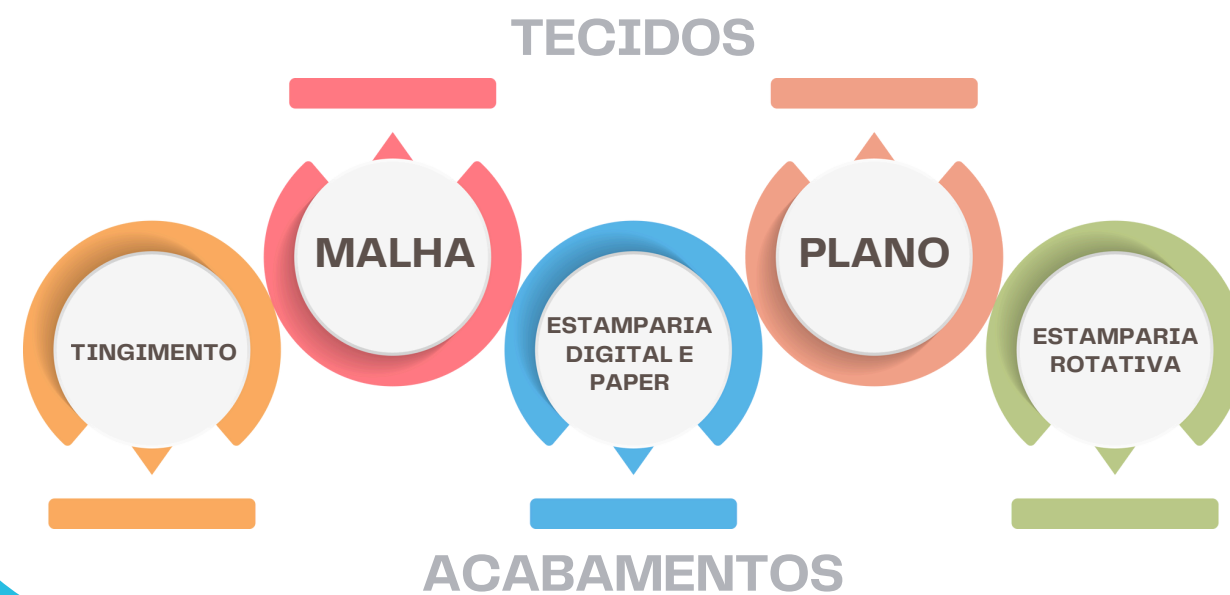 TECIDOS
MALHA
PLANO
TINGIMENTO
ESTAMPARIA
DIGITAL E
PAPER
ESTAMPARIA
ROTATIVA
ACABAMENTOS